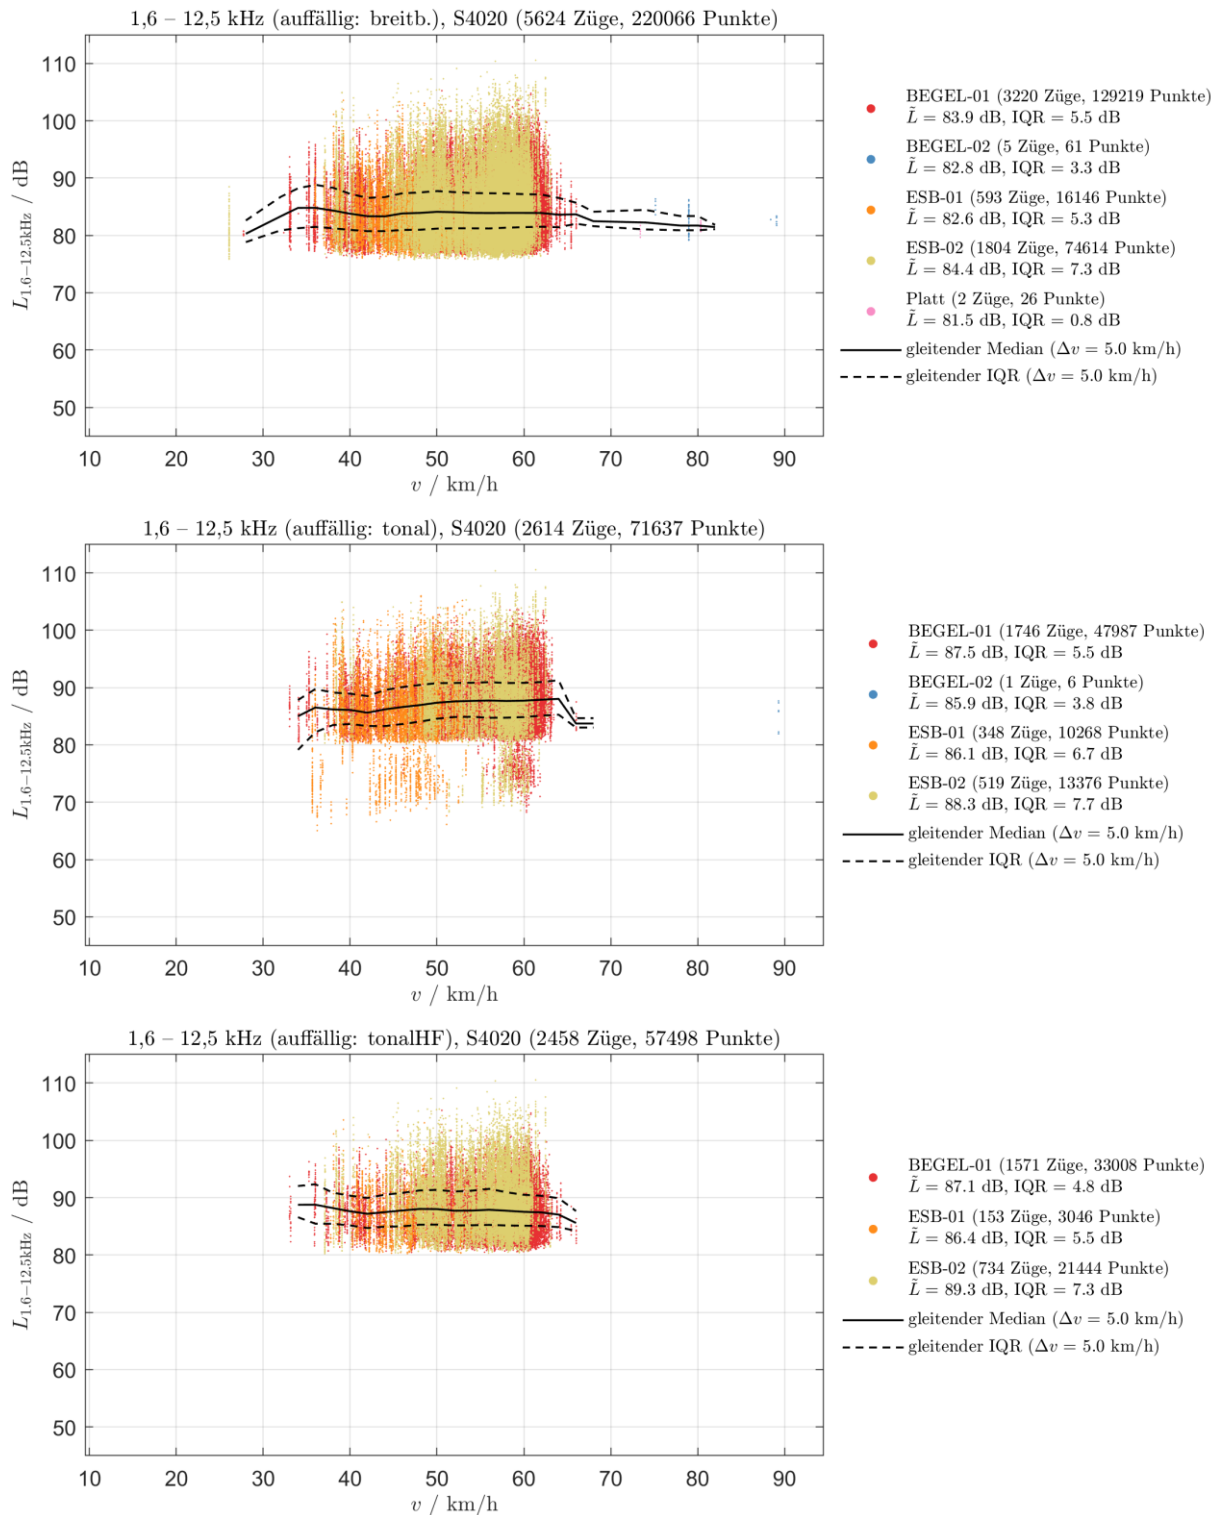 1,6 – 12,5 kHz (auffällig: breitb.), S4020 (5624 Züge, 220066 Punkte)
110
100
90
80
70
60
50
L1.6−12.5kHz / dB
10 20 30 40 50 60 70 80 90
v / km/h
BEGEL-01 (3220 Züge, 129219 Punkte)
L̃ = 83.9 dB, IQR = 5.5 dB
BEGEL-02 (5 Züge, 61 Punkte)
L̃ = 82.8 dB, IQR = 3.3 dB
ESB-01 (593 Züge, 16146 Punkte)
L̃ = 82.6 dB, IQR = 5.3 dB
ESB-02 (1804 Züge, 74614 Punkte)
L̃ = 84.4 dB, IQR = 7.3 dB
Platt (2 Züge, 26 Punkte)
L̃ = 81.5 dB, IQR = 0.8 dB
gleitender Median (Δv = 5.0 km/h)
gleitender IQR (Δv = 5.0 km/h)
1,6 – 12,5 kHz (auffällig: tonal), S4020 (2614 Züge, 71637 Punkte)
110
100
90
80
70
60
50
L1.6−12.5kHz / dB
10 20 30 40 50 60 70 80 90
v / km/h
BEGEL-01 (1746 Züge, 47987 Punkte)
L̃ = 87.5 dB, IQR = 5.5 dB
BEGEL-02 (1 Züge, 6 Punkte)
L̃ = 85.9 dB, IQR = 3.8 dB
ESB-01 (348 Züge, 10268 Punkte)
L̃ = 86.1 dB, IQR = 6.7 dB
ESB-02 (519 Züge, 13376 Punkte)
L̃ = 88.3 dB, IQR = 7.7 dB
gleitender Median (Δv = 5.0 km/h)
gleitender IQR (Δv = 5.0 km/h)
1,6 – 12,5 kHz (auffällig: tonalHF), S4020 (2458 Züge, 57498 Punkte)
110
100
90
80
70
60
50
L1.6−12.5kHz / dB
10 20 30 40 50 60 70 80 90
v / km/h
BEGEL-01 (1571 Züge, 33008 Punkte)
L̃ = 87.1 dB, IQR = 4.8 dB
ESB-01 (153 Züge, 3046 Punkte)
L̃ = 86.4 dB, IQR = 5.5 dB
ESB-02 (734 Züge, 21444 Punkte)
L̃ = 89.3 dB, IQR = 7.3 dB
gleitender Median (Δv = 5.0 km/h)
gleitender IQR (Δv = 5.0 km/h)